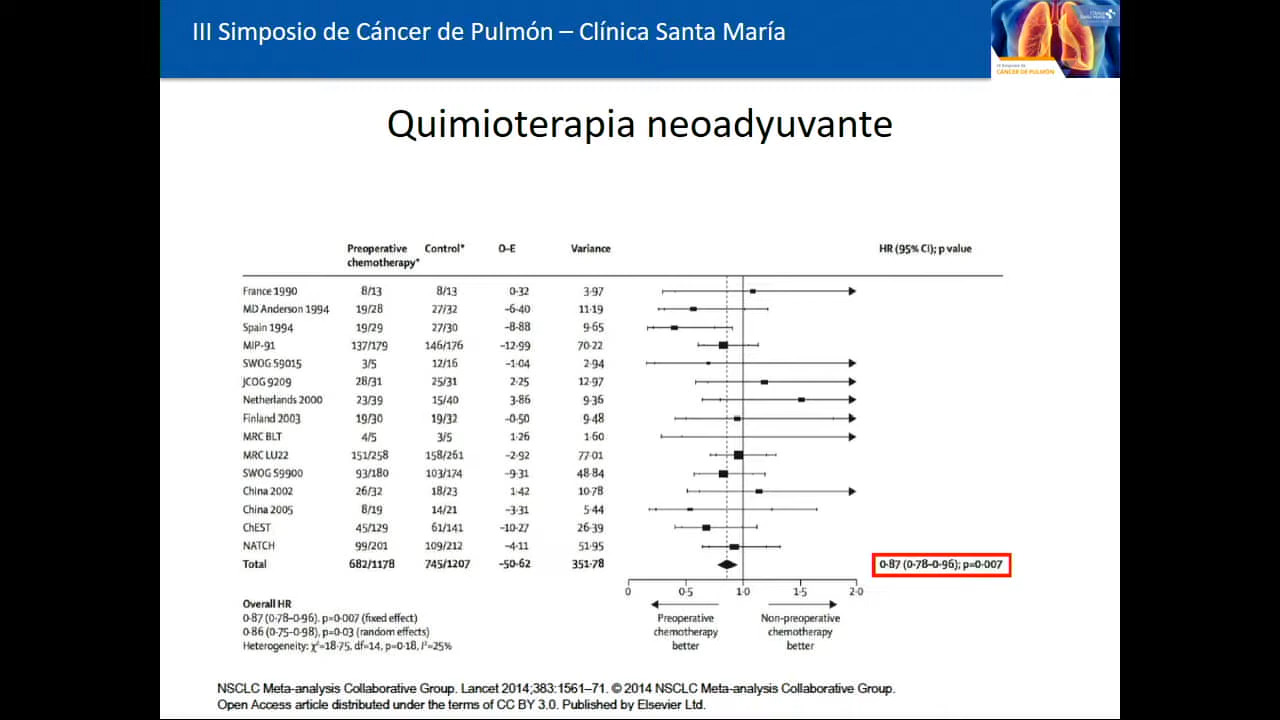 III Simposio de Cáncer de Pulmón – Clínica Santa María
Clínica
Santa María
III Simposio de
CÁNCER DE PULMÓN
Quimioterapia neoadyuvante
Preoperative chemotherapy* Control* O–E Variance HR (95% CI); p value
France 1990 8/13 8/13 0·32 3·97
MD Anderson 1994 19/28 27/32 –6·40 11·19
Spain 1994 19/29 27/30 –8·88 9·65
MIP-91 137/179 146/176 –12·99 70·22
SWOG S9015 3/5 12/16 –1·04 2·94
JCOG 9209 28/31 25/31 2·25 12·97
Netherlands 2000 23/39 15/40 3·86 9·36
Finland 2003 19/30 19/32 –0·50 9·48
MRC BLT 4/5 3/5 1·26 1·60
MRC LU22 151/258 158/261 –2·92 77·01
SWOG S9900 93/180 103/174 –9·31 48·84
China 2002 26/32 18/23 1·42 10·78
China 2005 8/19 14/21 –3·31 5·44
ChEST 45/129 61/141 –10·27 26·39
NATCH 99/201 109/212 –4·11 51·95
Total 682/1178 745/1207 –50·62 351·78 0·87 (0·78–0·96); p=0·007
0 0·5 1·0 1·5 2·0
Preoperative chemotherapy better
Non-preoperative chemotherapy better
Overall HR
0·87 (0·78–0·96), p=0·007 (fixed effect)
0·86 (0·75–0·98), p=0·03 (random effects)
Heterogeneity: χ²=18·75, df=14, p=0·18, I²=25%
NSCLC Meta-analysis Collaborative Group. Lancet 2014;383:1561–71. © 2014 NSCLC Meta-analysis Collaborative Group.
Open Access article distributed under the terms of CC BY 3.0. Published by Elsevier Ltd.